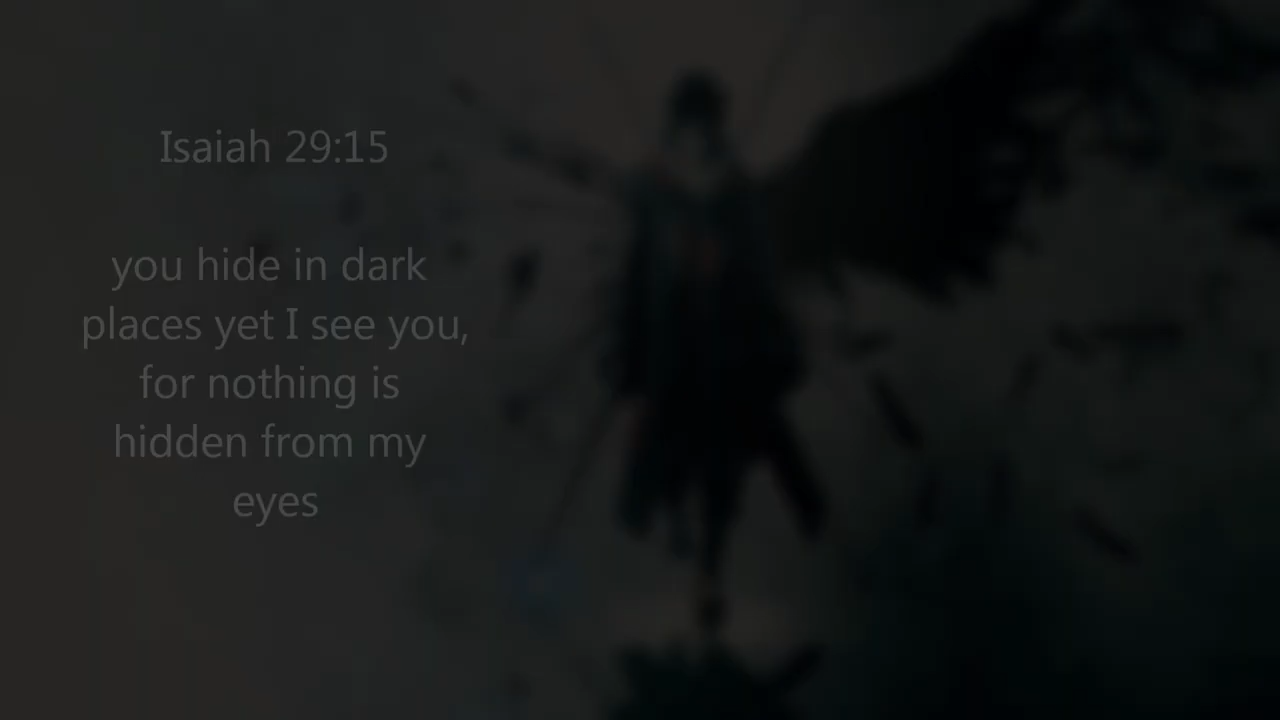 Isaiah 29:15
you hide in dark
places yet I see you,
for nothing is
hidden from my
eyes